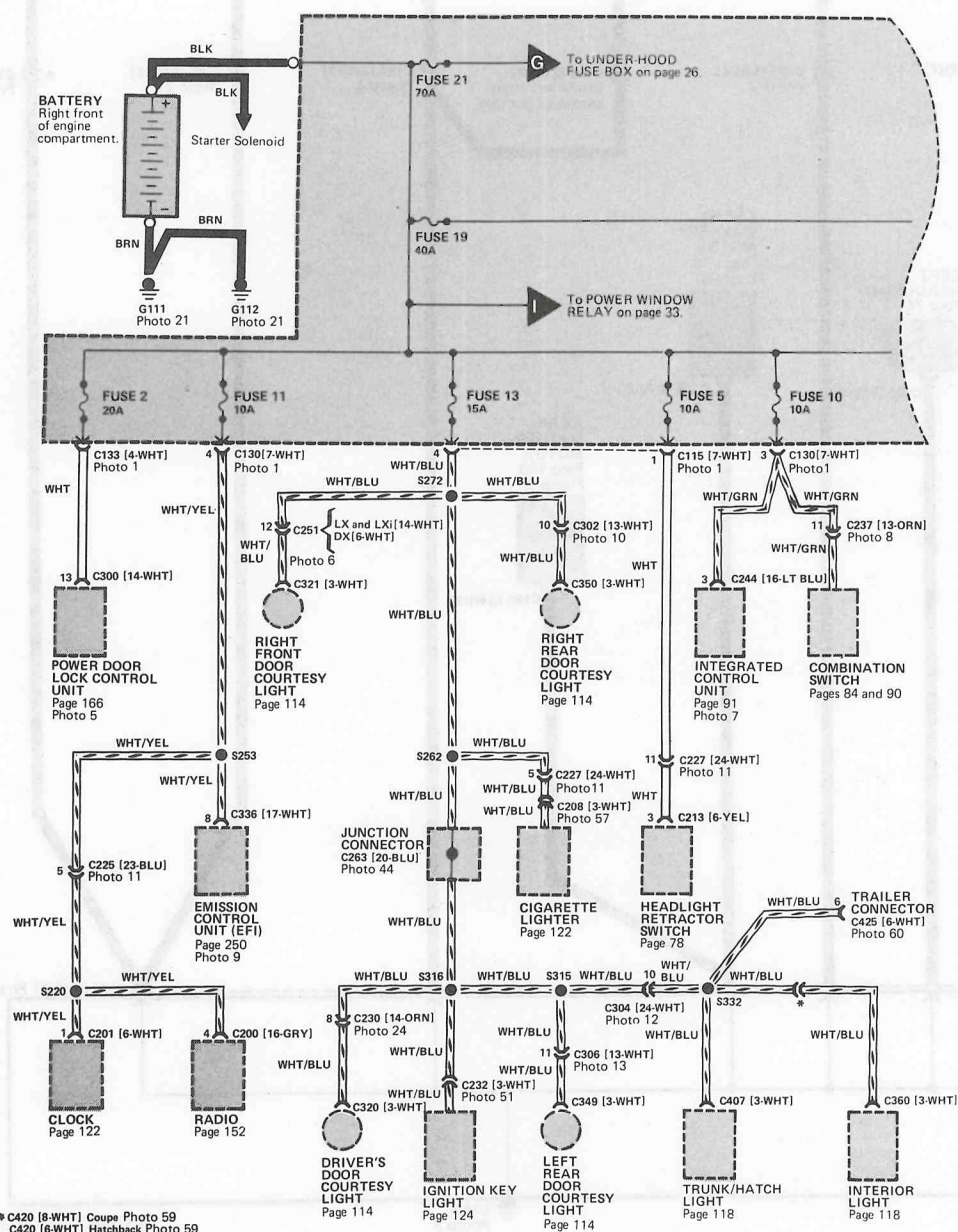 BLK
FUSE 21
70A
G
To UNDER-HOOD
FUSE BOX on page 26.
BATTERY
Right front
of engine
compartment.
+
-
BLK
Starter Solenoid
BRN
BRN
G111
Photo 21
G112
Photo 21
FUSE 19
40A
I
To POWER WINDOW
RELAY on page 33.
FUSE 2
20A
FUSE 11
10A
FUSE 13
15A
FUSE 5
10A
FUSE 10
10A
C133 [4-WHT]
Photo 1
4
C130[7-WHT]
Photo 1
4
1
C115 [7-WHT]
Photo 1
3
C130[7-WHT]
Photo1
WHT
WHT/YEL
WHT/BLU
S272
WHT/BLU
WHT/BLU
WHT/GRN
WHT/GRN
12
C251
LX and LXi [14-WHT]
DX[6-WHT]
Photo 6
WHT/
BLU
C321 [3-WHT]
10
C302 [13-WHT]
Photo 10
WHT/BLU
C350 [3-WHT]
WHT
11
C237 [13-ORN]
Photo 8
WHT/GRN
3
C244 [16-LT BLU]
13
C300 [14-WHT]
POWER DOOR
LOCK CONTROL
UNIT
Page 166
Photo 5
RIGHT
FRONT
DOOR
COURTESY
LIGHT
Page 114
WHT/BLU
RIGHT
REAR
DOOR
COURTESY
LIGHT
Page 114
INTEGRATED
CONTROL
UNIT
Page 91
Photo 7
COMBINATION
SWITCH
Pages 84 and 90
WHT/YEL
S253
WHT/YEL
S262
WHT/BLU
5
C227 [24-WHT]
Photo11
WHT/BLU
WHT/BLU
C208 [3-WHT]
Photo 57
11
C227 [24-WHT]
Photo 11
WHT
3
C213 [6-YEL]
8
C336 [17-WHT]
WHT/BLU
JUNCTION
CONNECTOR
C263 [20-BLU]
Photo 44
5
C225 [23-BLU]
Photo 11
EMISSION
CONTROL
UNIT (EFI)
Page 250
Photo 9
CIGARETTE
LIGHTER
Page 122
HEADLIGHT
RETRACTOR
SWITCH
Page 78
WHT/BLU
6
TRAILER
CONNECTOR
C425 [6-WHT]
Photo 60
WHT/YEL
WHT/BLU
WHT/YEL
S220
WHT/YEL
WHT/BLU
S316
WHT/BLU
S315
WHT/BLU
10
WHT/
BLU
C304 [24-WHT]
Photo 12
S332
WHT/BLU
*
1
C201 [6-WHT]
4
C200 [16-GRY]
8
C230 [14-ORN]
Photo 24
WHT/BLU
WHT/BLU
WHT/BLU
C232 [3-WHT]
Photo 51
WHT/BLU
11
C306 [13-WHT]
Photo 13
WHT/BLU
WHT/BLU
WHT/BLU
C320 [3-WHT]
C349 [3-WHT]
C407 [3-WHT]
C360 [3-WHT]
CLOCK
Page 122
RADIO
Page 152
DRIVER'S
DOOR
COURTESY
LIGHT
Page 114
IGNITION KEY
LIGHT
Page 124
LEFT
REAR
DOOR
COURTESY
LIGHT
Page 114
TRUNK/HATCH
LIGHT
Page 118
INTERIOR
LIGHT
Page 118
* C420 [8-WHT] Coupe Photo 59
C420 [6-WHT] Hatchback Photo 59